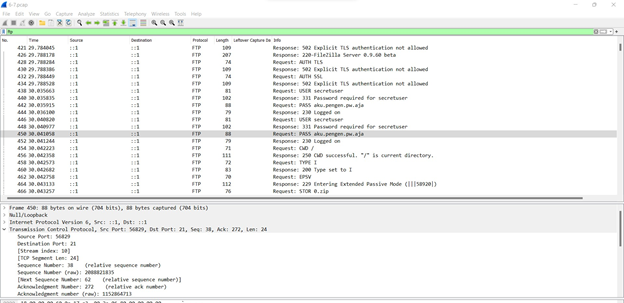 ft-7.pcap
File Edit View Go Capture Analyze Statistics Telephony Wireless Tools Help
ftp
No. Time Source Destination Protocol Length Leftover Capture Da Info
421 29.784045 ::1 ::1 FTP 109 Response: 502 Explicit TLS authentication not allowed
426 29.788178 ::1 ::1 FTP 207 Response: 220-FileZilla Server 0.9.60 beta
428 29.788284 ::1 ::1 FTP 74 Request: AUTH TLS
430 29.788386 ::1 ::1 FTP 109 Response: 502 Explicit TLS authentication not allowed
432 29.788449 ::1 ::1 FTP 74 Request: AUTH SSL
434 29.788528 ::1 ::1 FTP 109 Response: 502 Explicit TLS authentication not allowed
438 30.035663 ::1 ::1 FTP 81 Request: USER secretuser
440 30.035835 ::1 ::1 FTP 102 Response: 331 Password required for secretuser
442 30.035915 ::1 ::1 FTP 88 Request: PASS aku.pengen.pw.aja
444 30.036100 ::1 ::1 FTP 79 Response: 230 Logged on
446 30.040820 ::1 ::1 FTP 81 Request: USER secretuser
448 30.040977 ::1 ::1 FTP 102 Response: 331 Password required for secretuser
450 30.041058 ::1 ::1 FTP 88 Request: PASS aku.pengen.pw.aja
452 30.041244 ::1 ::1 FTP 79 Response: 230 Logged on
454 30.042223 ::1 ::1 FTP 71 Request: CWD /
456 30.042358 ::1 ::1 FTP 111 Response: 250 CWD successful. "/" is current directory.
458 30.042573 ::1 ::1 FTP 72 Request: TYPE I
460 30.042682 ::1 ::1 FTP 83 Response: 200 Type set to I
462 30.042758 ::1 ::1 FTP 70 Request: EPSV
464 30.043133 ::1 ::1 FTP 112 Response: 229 Entering Extended Passive Mode (|||58920|)
466 30.043257 ::1 ::1 FTP 76 Request: STOR 0.zip
Frame 450: 88 bytes on wire (704 bits), 88 bytes captured (704 bits)
Null/Loopback
Internet Protocol Version 6, Src: ::1, Dst: ::1
Transmission Control Protocol, Src Port: 56829, Dst Port: 21, Seq: 38, Ack: 272, Len: 24
Source Port: 56829
Destination Port: 21
[Stream index: 10]
[TCP Segment Len: 24]
Sequence Number: 38 (relative sequence number)
Sequence Number (raw): 2088821835
[Next Sequence Number: 62 (relative sequence number)]
Acknowledgment Number: 272 (relative ack number)
Acknowledgment number (raw): 1152864713